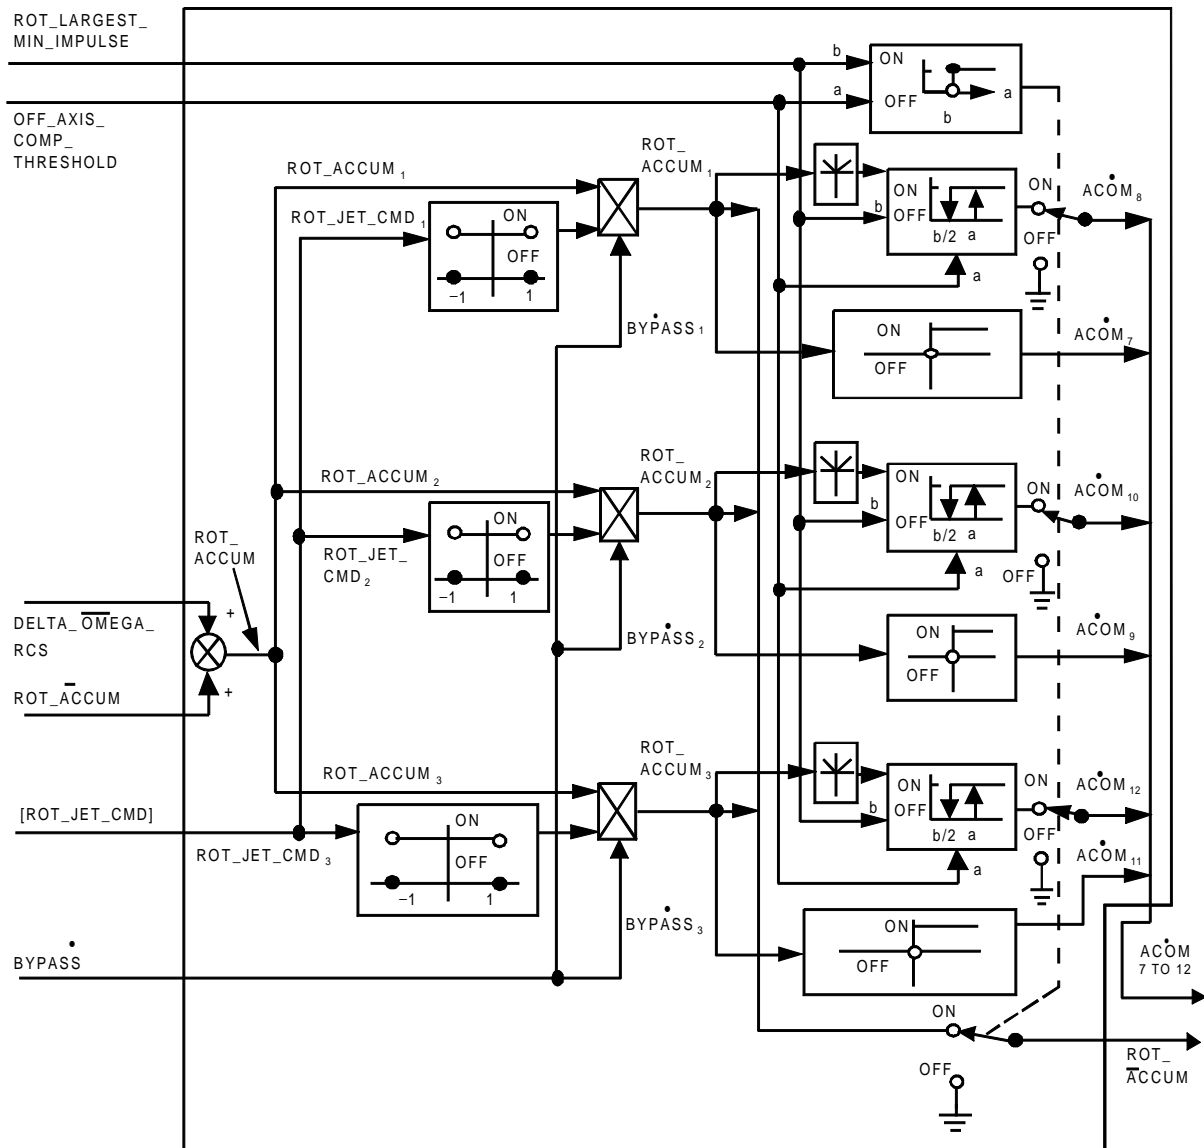 ROT_LARGEST_
MIN_IMPULSE
OFF_AXIS_
COMP_
THRESHOLD
b
a
ON
OFF
a
b
ROT_ACCUM 1
ROT_JET_CMD 1
ON
OFF
–1
1
ROT_
ACCUM 1
BYPASS 1
ON
OFF
b
b/2 a
a
ON
OFF
ACOM 8
ON
OFF
ACOM 7
ROT_ACCUM 2
ROT_JET_
CMD 2
ON
OFF
–1
1
ROT_
ACCUM 2
BYPASS 2
ON
OFF
b
b/2 a
a
ON
OFF
ACOM 10
ON
OFF
ACOM 9
ROT_
ACCUM
+
DELTA_OMEGA_
RCS
ROT_ACCUM
+
ROT_ACCUM 3
[ROT_JET_CMD]
ROT_JET_CMD 3
ON
OFF
–1
1
ROT_
ACCUM 3
BYPASS 3
ON
OFF
b
b/2 a
a
ON
OFF
ACOM 12
ACOM 11
ON
OFF
BYPASS
ACOM
7 TO 12
ON
OFF
ROT_
ACCUM